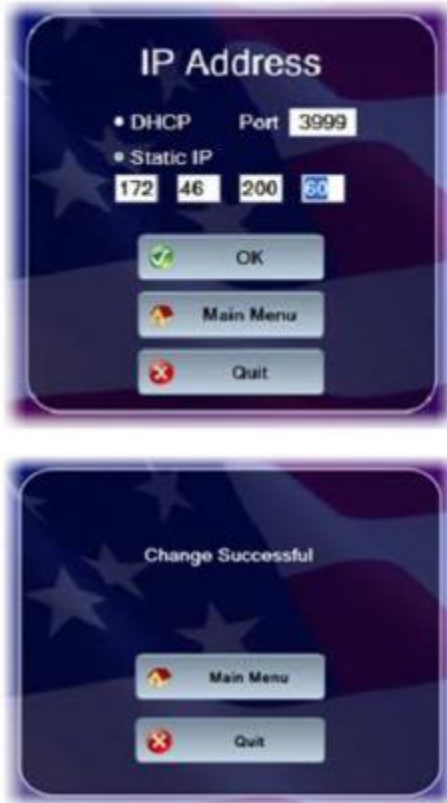 IP Address
DHCP Port 3999
Static IP
172 46 200 60
OK
Main Menu
Quit
Change Successful
Main Menu
Quit